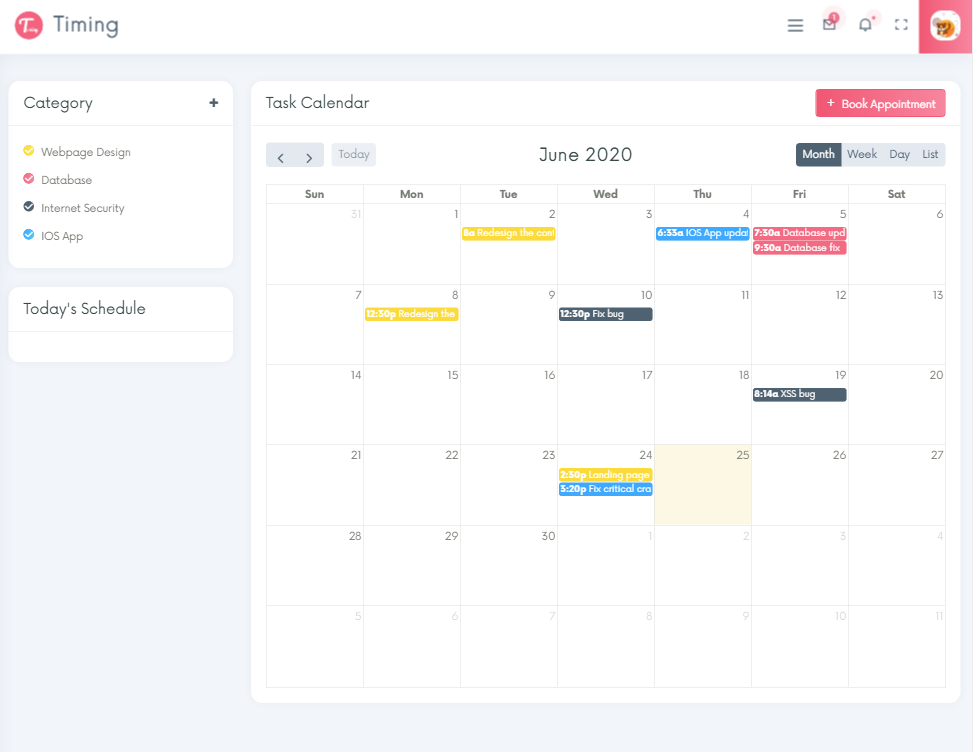 Timing
1
Category +
Webpage Design
Database
Internet Security
IOS App
Today's Schedule
Task Calendar
+ Book Appointment
Today
June 2020
Month Week Day List
Sun Mon Tue Wed Thu Fri Sat
31 1 2 3 4 5 6
8a Redesign the
6:33a IOS App
7:30a Database
9:30a Database fix
7 8 9 10 11 12 13
12:30p Redesign the
12:30p Fix bug
14 15 16 17 18 19 20
8:14a XSS bug
21 22 23 24 25 26 27
2:30p Landing page
3:20p Fix critical
28 29 30 1 2 3 4
5 6 7 8 9 10 11